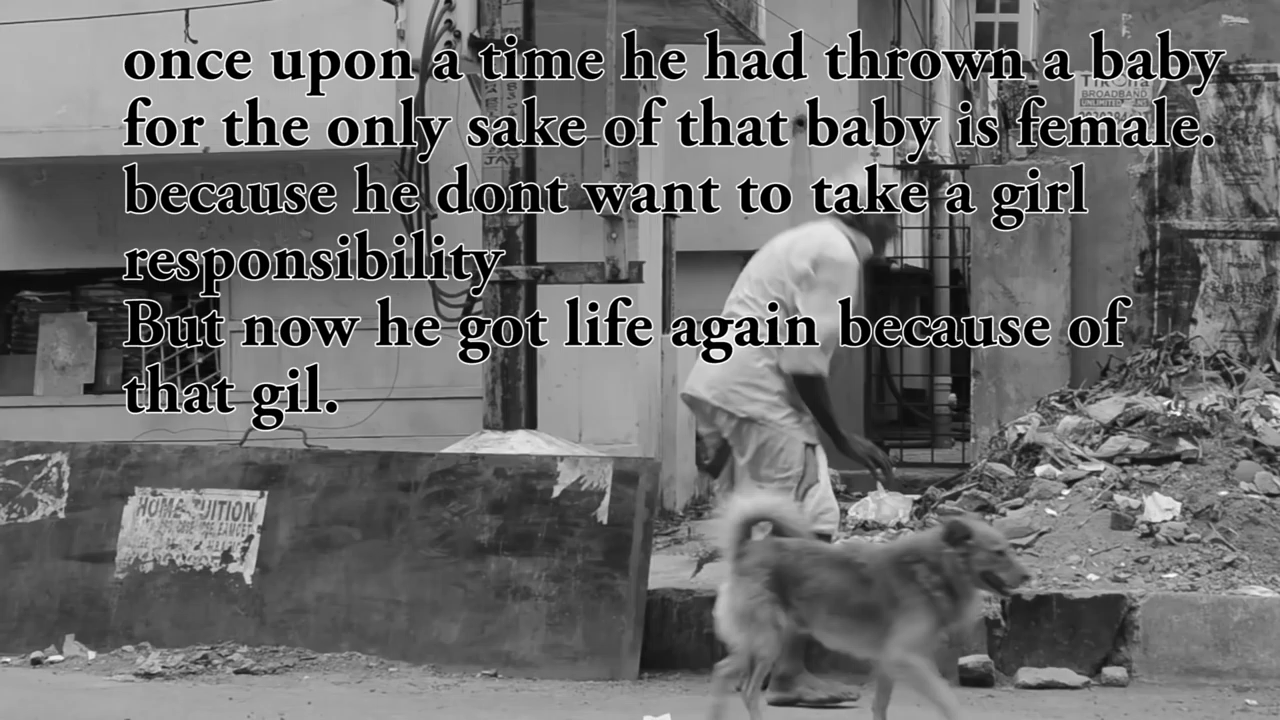 once upon a time he had thrown a baby
for the only sake of that baby is female.
because he dont want to take a girl
responsibility
But now he got life again because of
that gil.
BROADBAND
HOME TUITION